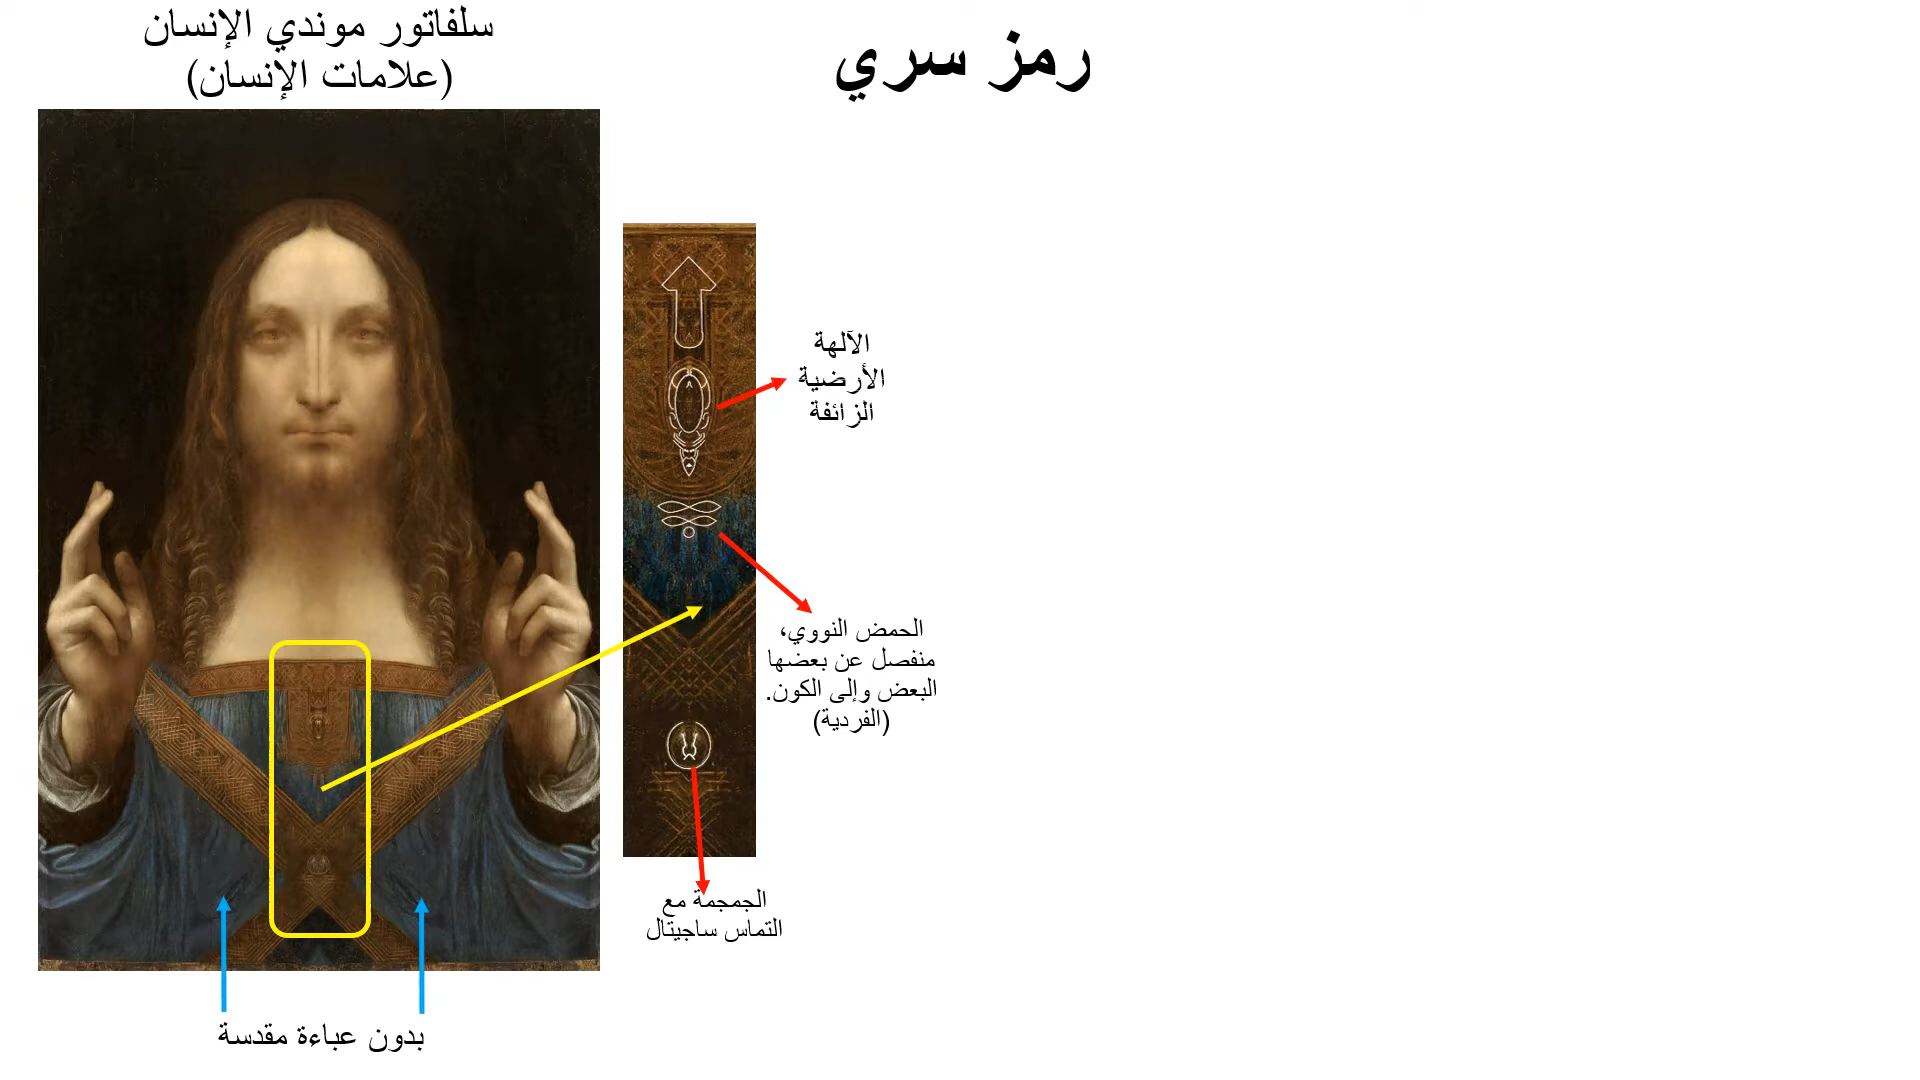 رمز سري
سلفاتور موندي الإنسان
(علامات الإنسان)
الآلهة
الأرضية
الزائفة
الحمض النووي،
منفصل عن بعضها
البعض وإلى الكون.
(الفردية)
الجمجمة مع
التماس ساجيتال
بدون عباءة مقدسة